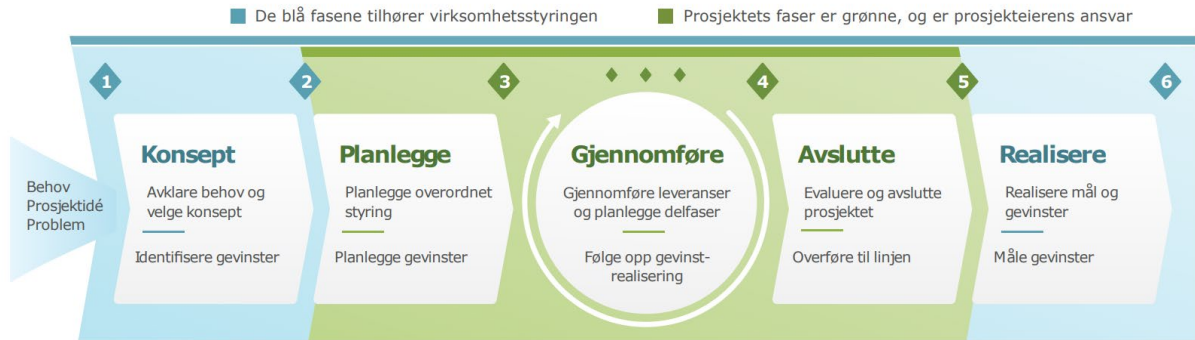 De blå fasene tilhører virksomhetsstyringen
Prosjektets faser er grønne, og er prosjekteierens ansvar
1
2
3
4
5
6
Behov
Prosjektidé
Problem
Konsept
Avklare behov og
velge konsept
Identifisere gevinster
Planlegge
Planlegge overordnet
styring
Planlegge gevinster
Gjennomføre
Gjennomføre leveranser
og planlegge delfaser
Følge opp gevinst-
realisering
Avslutte
Evaluere og avslutte
prosjektet
Overføre til linjen
Realisere
Realisere mål og
gevinster
Måle gevinster